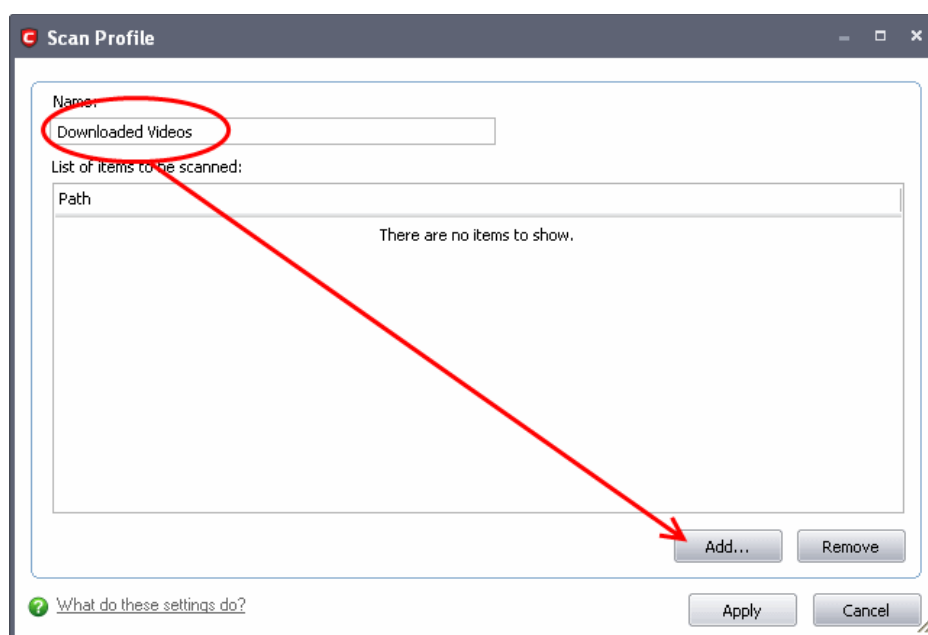 Scan Profile
Name:
Downloaded Videos
List of items to be scanned:
Path
There are no items to show.
Add... Remove
What do these settings do? Apply Cancel